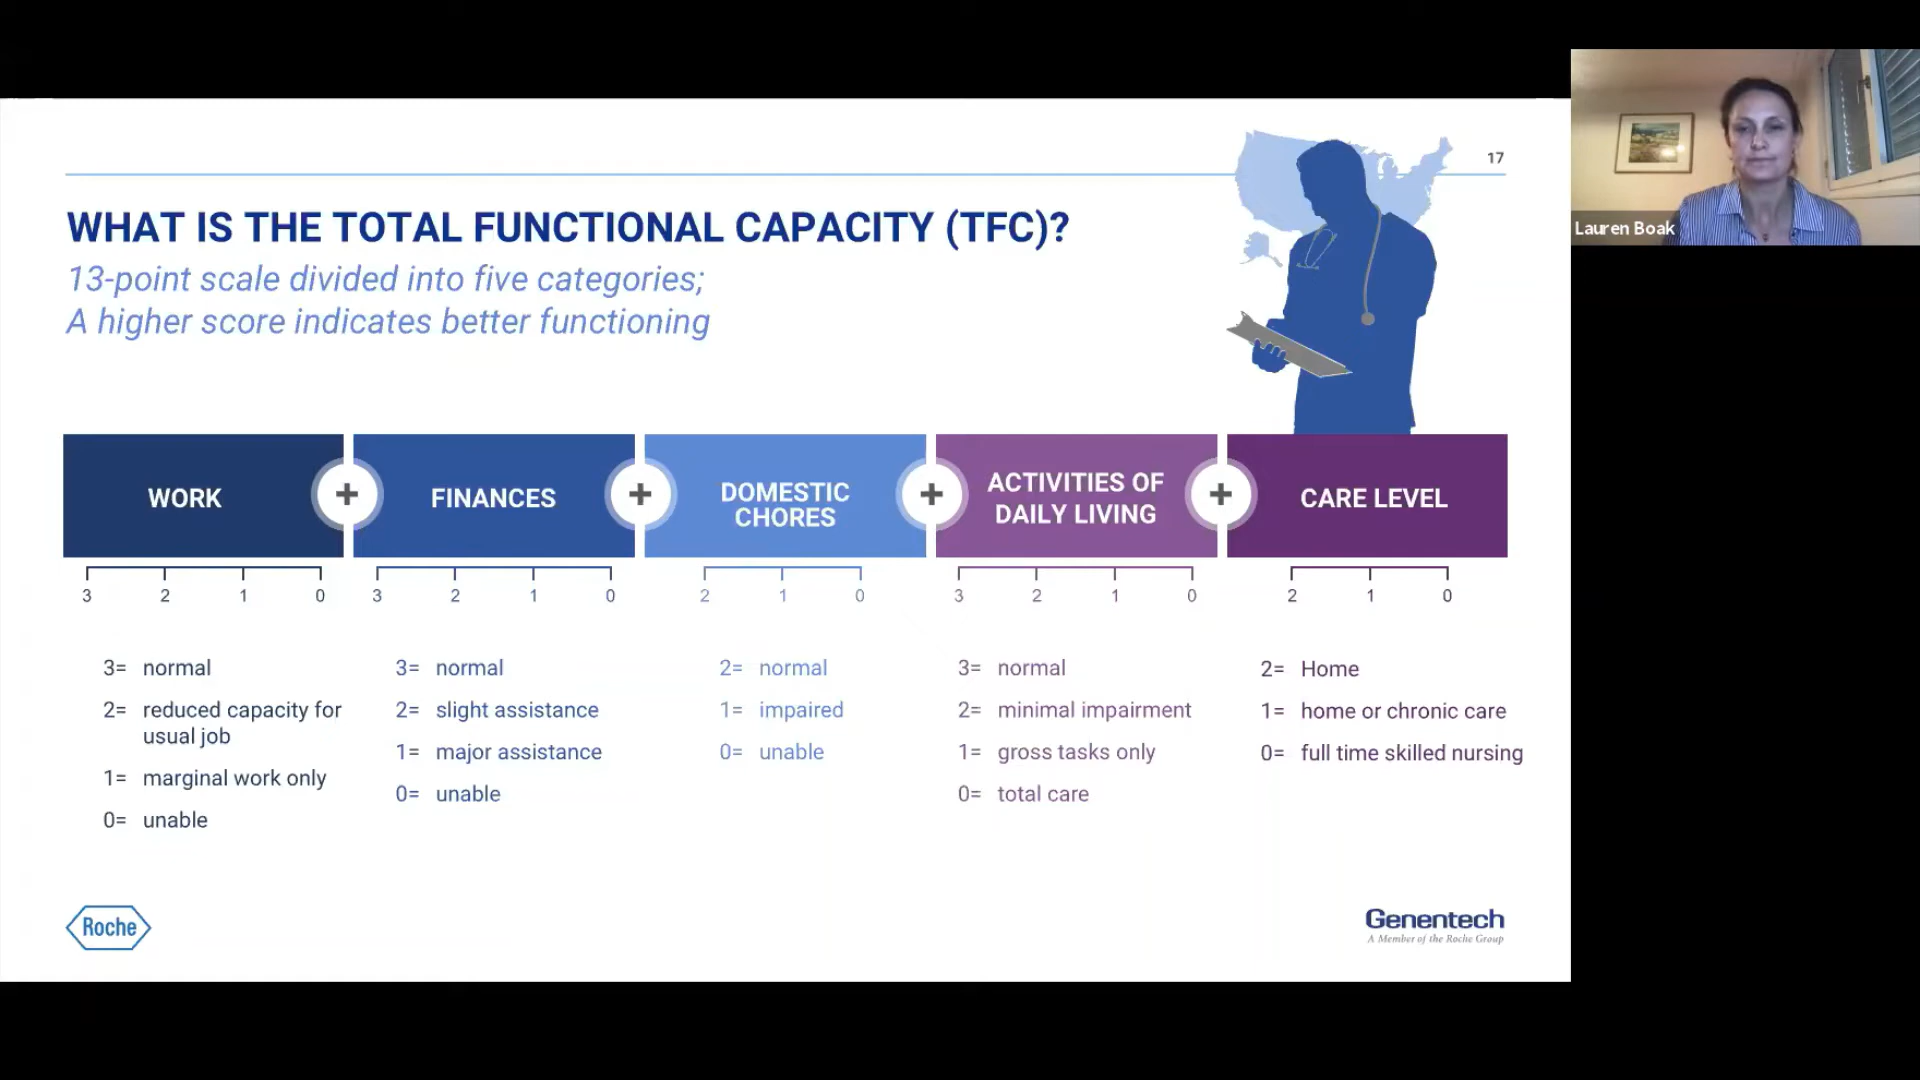 17
WHAT IS THE TOTAL FUNCTIONAL CAPACITY (TFC)?
13-point scale divided into five categories;
A higher score indicates better functioning
WORK
+
FINANCES
+
DOMESTIC
CHORES
+
ACTIVITIES OF
DAILY LIVING
+
CARE LEVEL
3 2 1 0
3 2 1 0
2 1 0
3 2 1 0
2 1 0
3= normal
2= reduced capacity for
usual job
1= marginal work only
0= unable
3= normal
2= slight assistance
1= major assistance
0= unable
2= normal
1= impaired
0= unable
3= normal
2= minimal impairment
1= gross tasks only
0= total care
2= Home
1= home or chronic care
0= full time skilled nursing
Roche
Genentech
A Member of the Roche Group
Lauren Boak